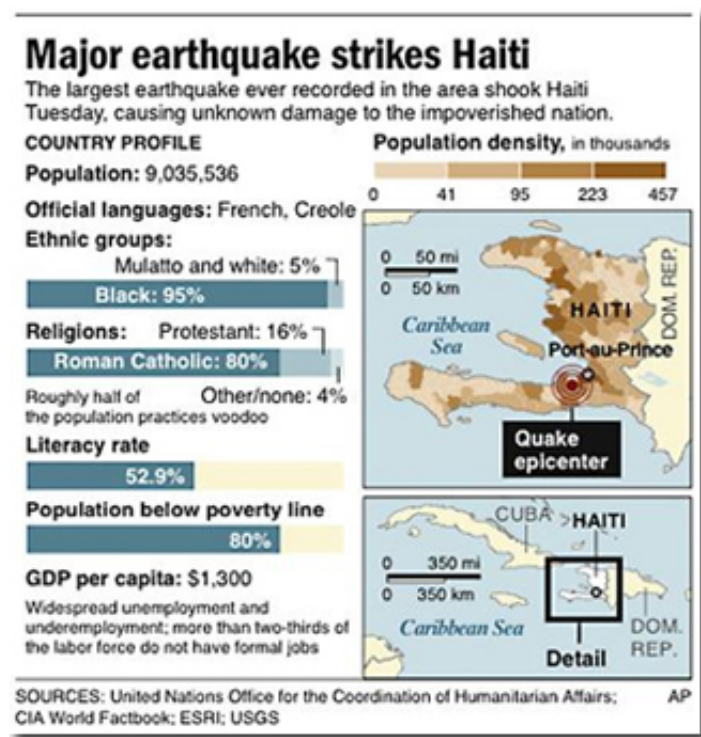 Major earthquake strikes Haiti
The largest earthquake ever recorded in the area shook Haiti
Tuesday, causing unknown damage to the impoverished nation.
COUNTRY PROFILE
Population: 9,035,536
Official languages: French, Creole
Ethnic groups:
Mulatto and white: 5%
Black: 95%
Religions: Protestant: 16%
Roman Catholic: 80%
Other/none: 4%
Roughly half of
the population practices voodoo
Literacy rate
52.9%
Population below poverty line
80%
GDP per capita: $1,300
Widespread unemployment and
underemployment; more than two-thirds of
the labor force do not have formal jobs
Population density, in thousands
0 41 95 223 457
0 50 mi
0 50 km
HAITI
DOM. REP.
Caribbean
Sea
Port-au-Prince
Quake
epicenter
CUBA >HAITI
0 350 mi
0 350 km
Caribbean Sea
DOM.
REP.
Detail
SOURCES: United Nations Office for the Coordination of Humanitarian Affairs; AP
CIA World Factbook; ESRI; USGS